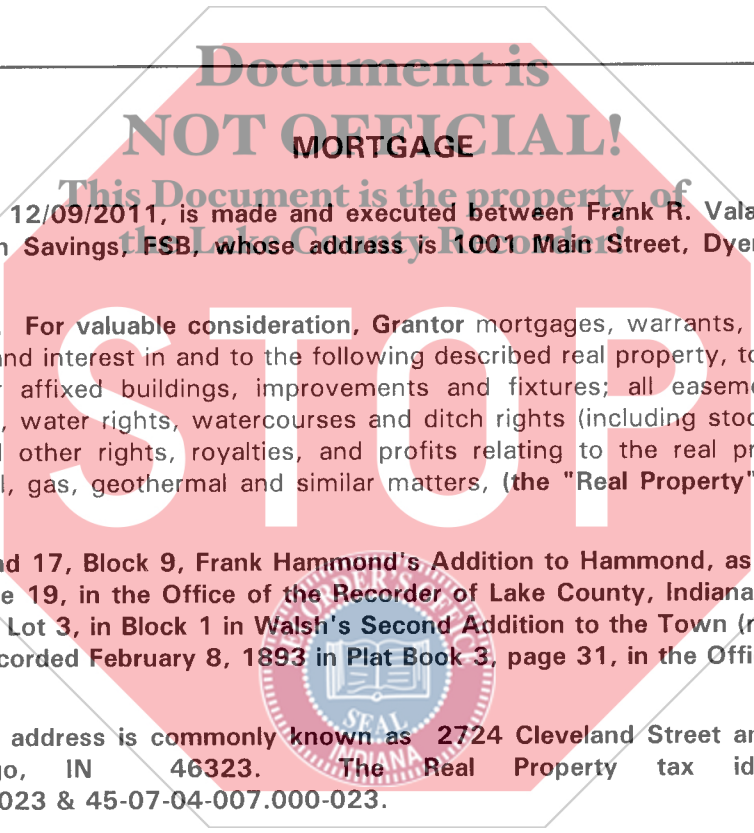 Document is
NOT OFFICIAL!
MORTGAGE
This Document is the property of
12/09/2011, is made and executed between Frank R. Vala
the Lake County Recorder!
n Savings, FSB, whose address is 1001 Main Street, Dyer
STOP
. For valuable consideration, Grantor mortgages, warrants,
and interest in and to the following described real property, to
r affixed buildings, improvements and fixtures; all easeme
, water rights, watercourses and ditch rights (including stoc
d other rights, royalties, and profits relating to the real pr
l, gas, geothermal and similar matters, (the "Real Property"
nd 17, Block 9, Frank Hammond's Addition to Hammond, as
e 19, in the Office of the Recorder of Lake County, Indiana
Lot 3, in Block 1 in Walsh's Second Addition to the Town (n
corded February 8, 1893 in Plat Book 3, page 31, in the Offi
SEAL
INDIANA
address is commonly known as 2724 Cleveland Street an
go, IN 46323. The Real Property tax id
023 & 45-07-04-007.000-023.